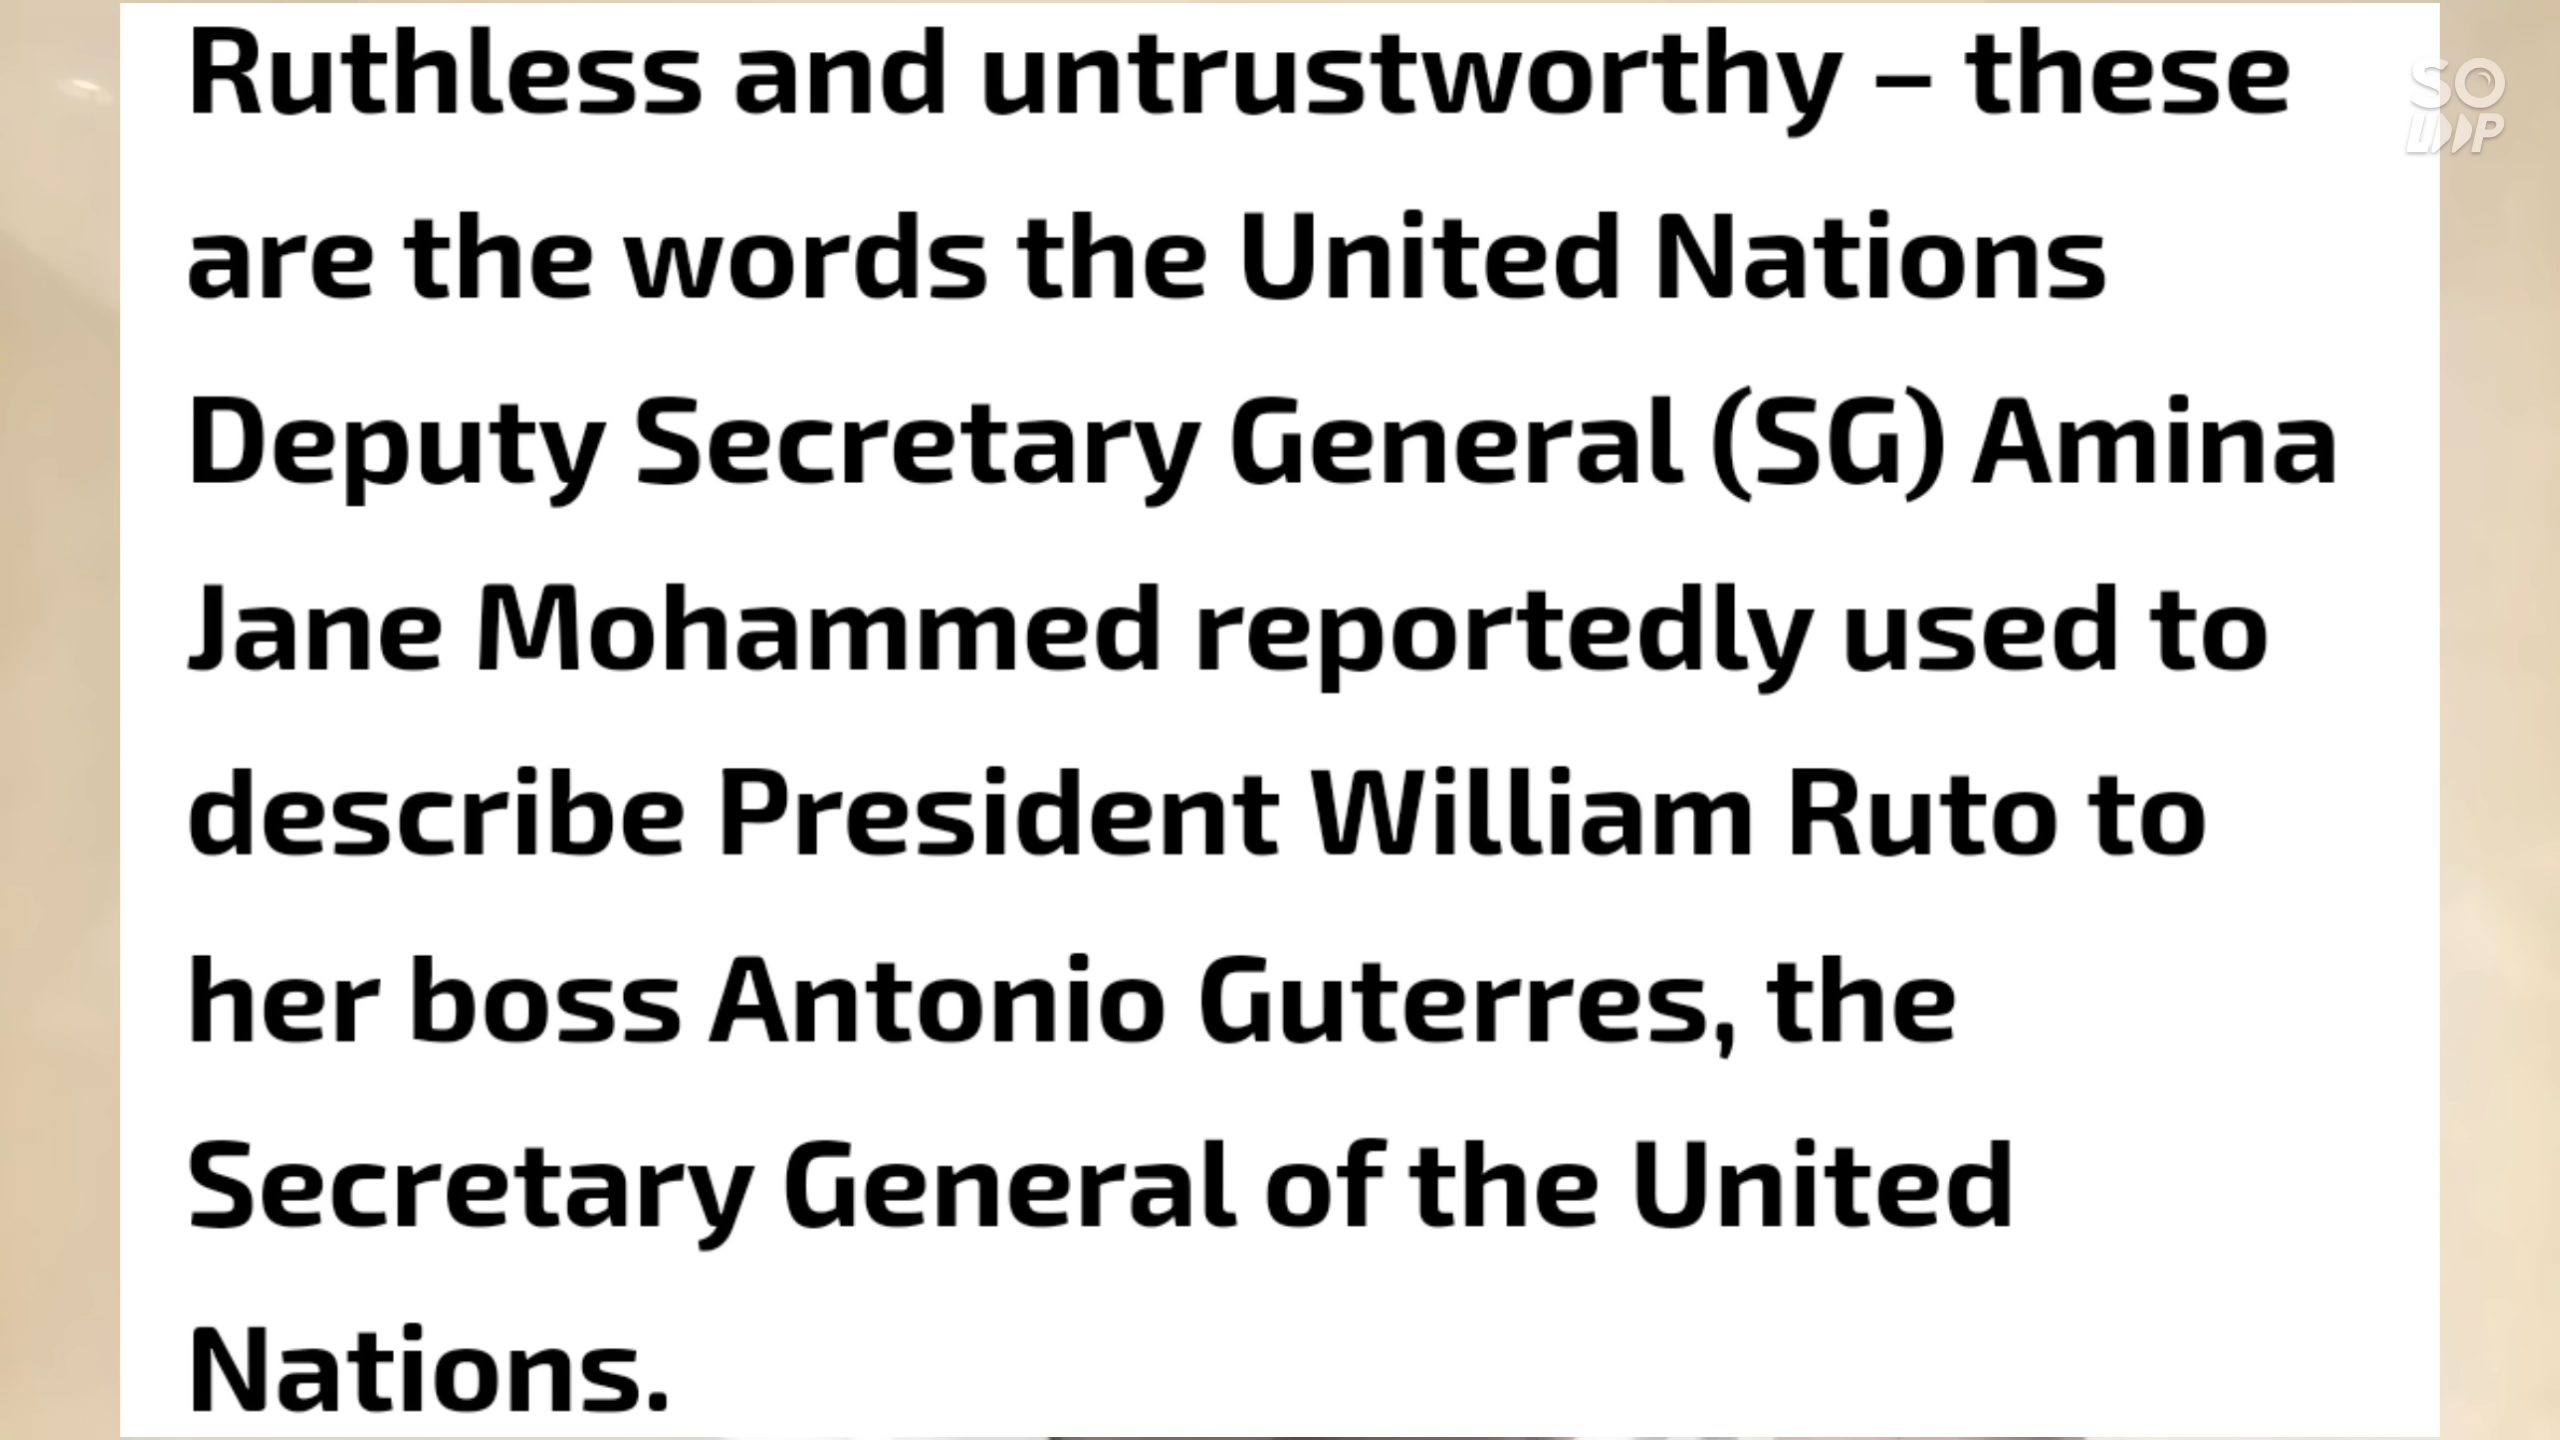 Ruthless and untrustworthy – these
are the words the United Nations
Deputy Secretary General (SG) Amina
Jane Mohammed reportedly used to
describe President William Ruto to
her boss Antonio Guterres, the
Secretary General of the United
Nations.
SO